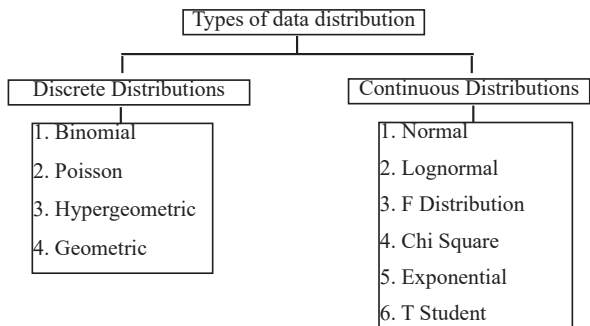 Types of data distribution
Discrete Distributions
1. Binomial
2. Poisson
3. Hypergeometric
4. Geometric
Continuous Distributions
1. Normal
2. Lognormal
3. F Distribution
4. Chi Square
5. Exponential
6. T Student